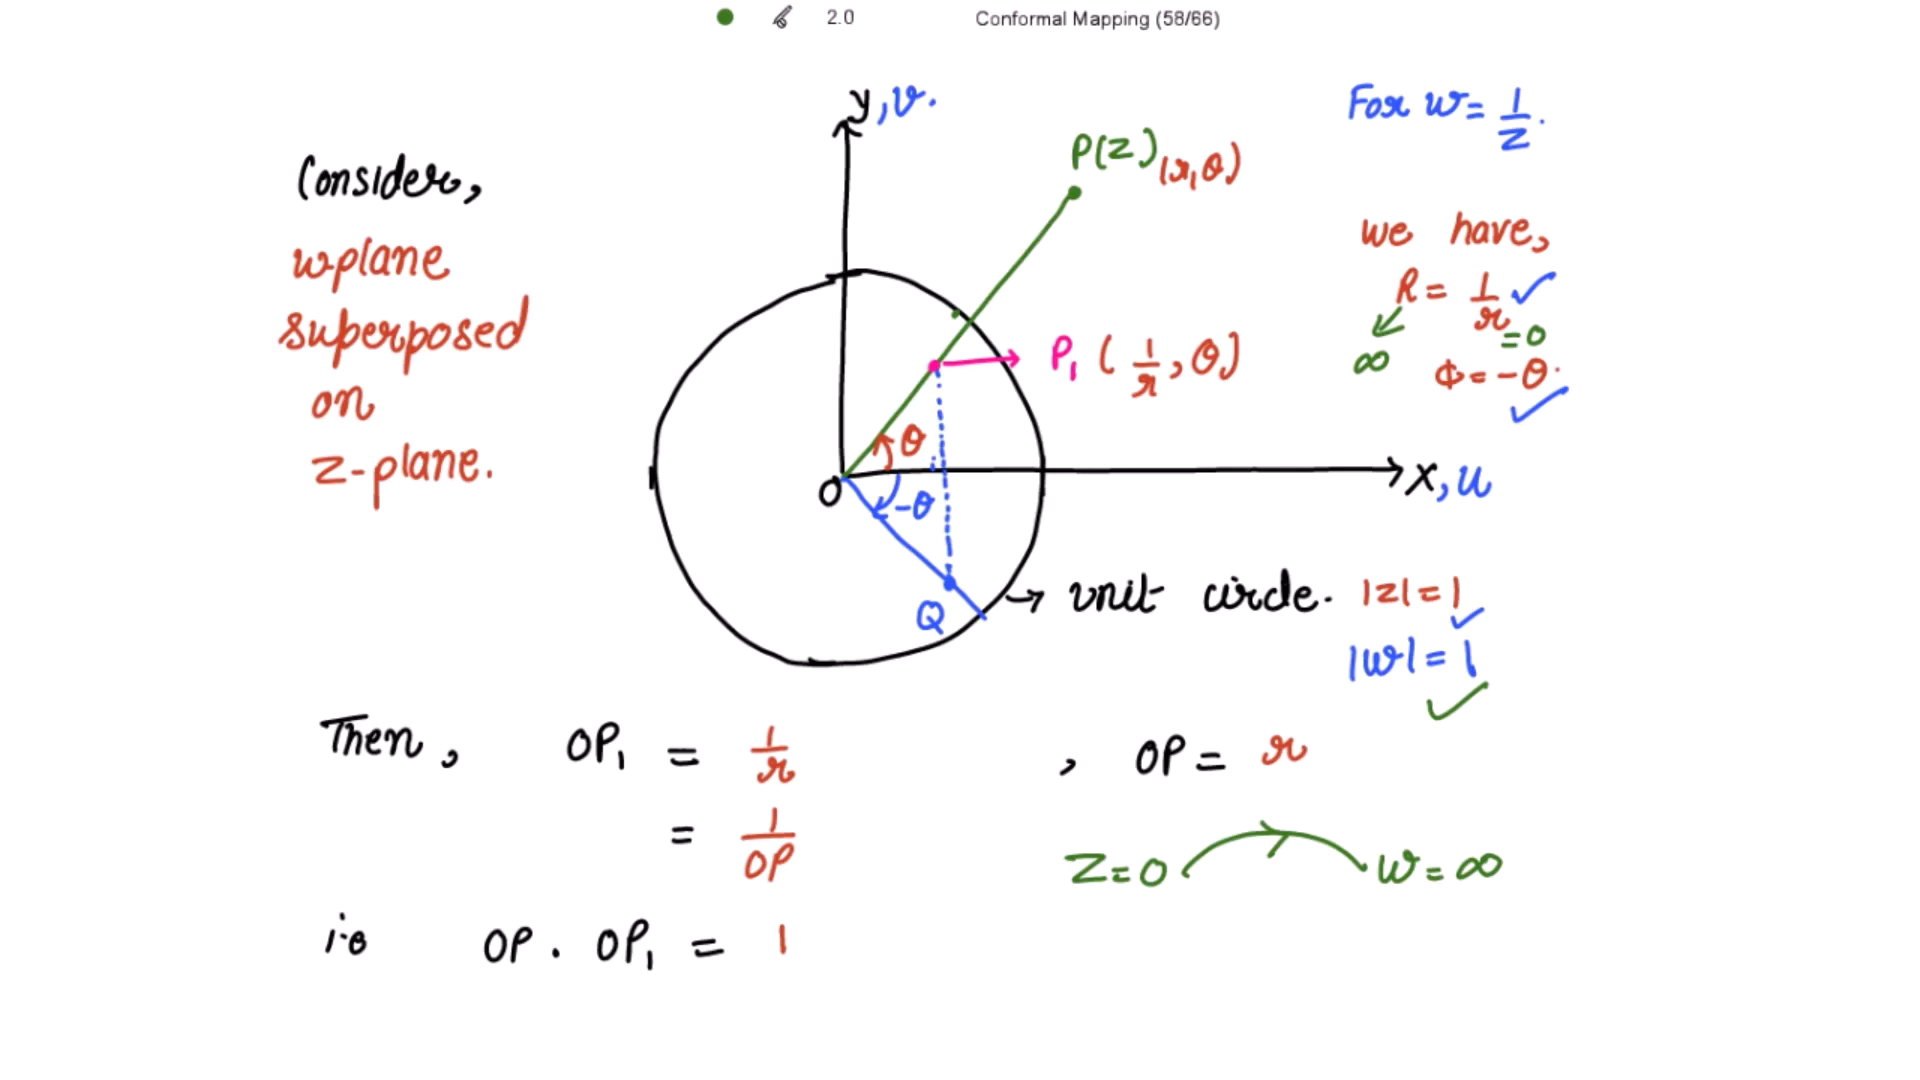 2.0 Conformal Mapping (58/66)
y,v.
For w = 1/z.
Consider,
P(z) (r,θ)
wplane
we have,
superposed
R = 1/r = 0
∞
P₁ (1/r, θ)
φ = -θ.
on
θ
z-plane.
O
-θ
x,u
Q
→ unit circle. |z| = 1
|w| = 1
Then, OP₁ = 1/r , OP = r
= 1/OP
z=0 w=∞
i.e OP . OP₁ = 1